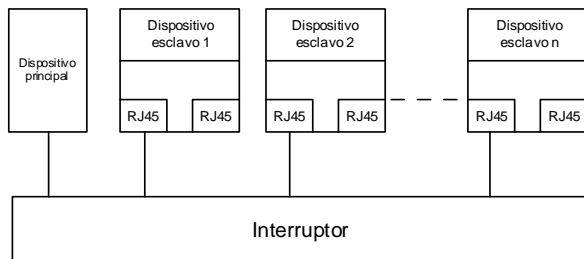 Dispositivo
principal
Dispositivo
esclavo 1
RJ45
RJ45
Dispositivo
esclavo 2
RJ45
RJ45
Dispositivo
esclavo n
RJ45
RJ45
Interruptor